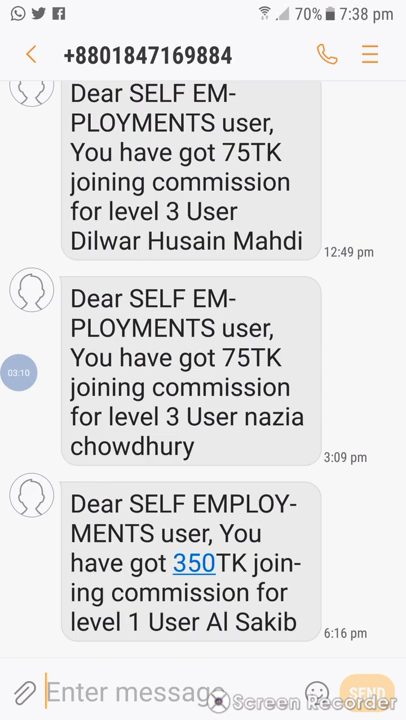 70% 7:38 pm
+8801847169884
Dear SELF EM-
PLOYMENTS user,
You have got 75TK
joining commission
for level 3 User
Dilwar Husain Mahdi
12:49 pm
Dear SELF EM-
PLOYMENTS user,
You have got 75TK
joining commission
for level 3 User nazia
chowdhury
3:09 pm
03:10
Dear SELF EMPLOY-
MENTS user, You
have got 350TK join-
ing commission for
level 1 User Al Sakib
6:16 pm
Enter message
SEND
Screen Recorder